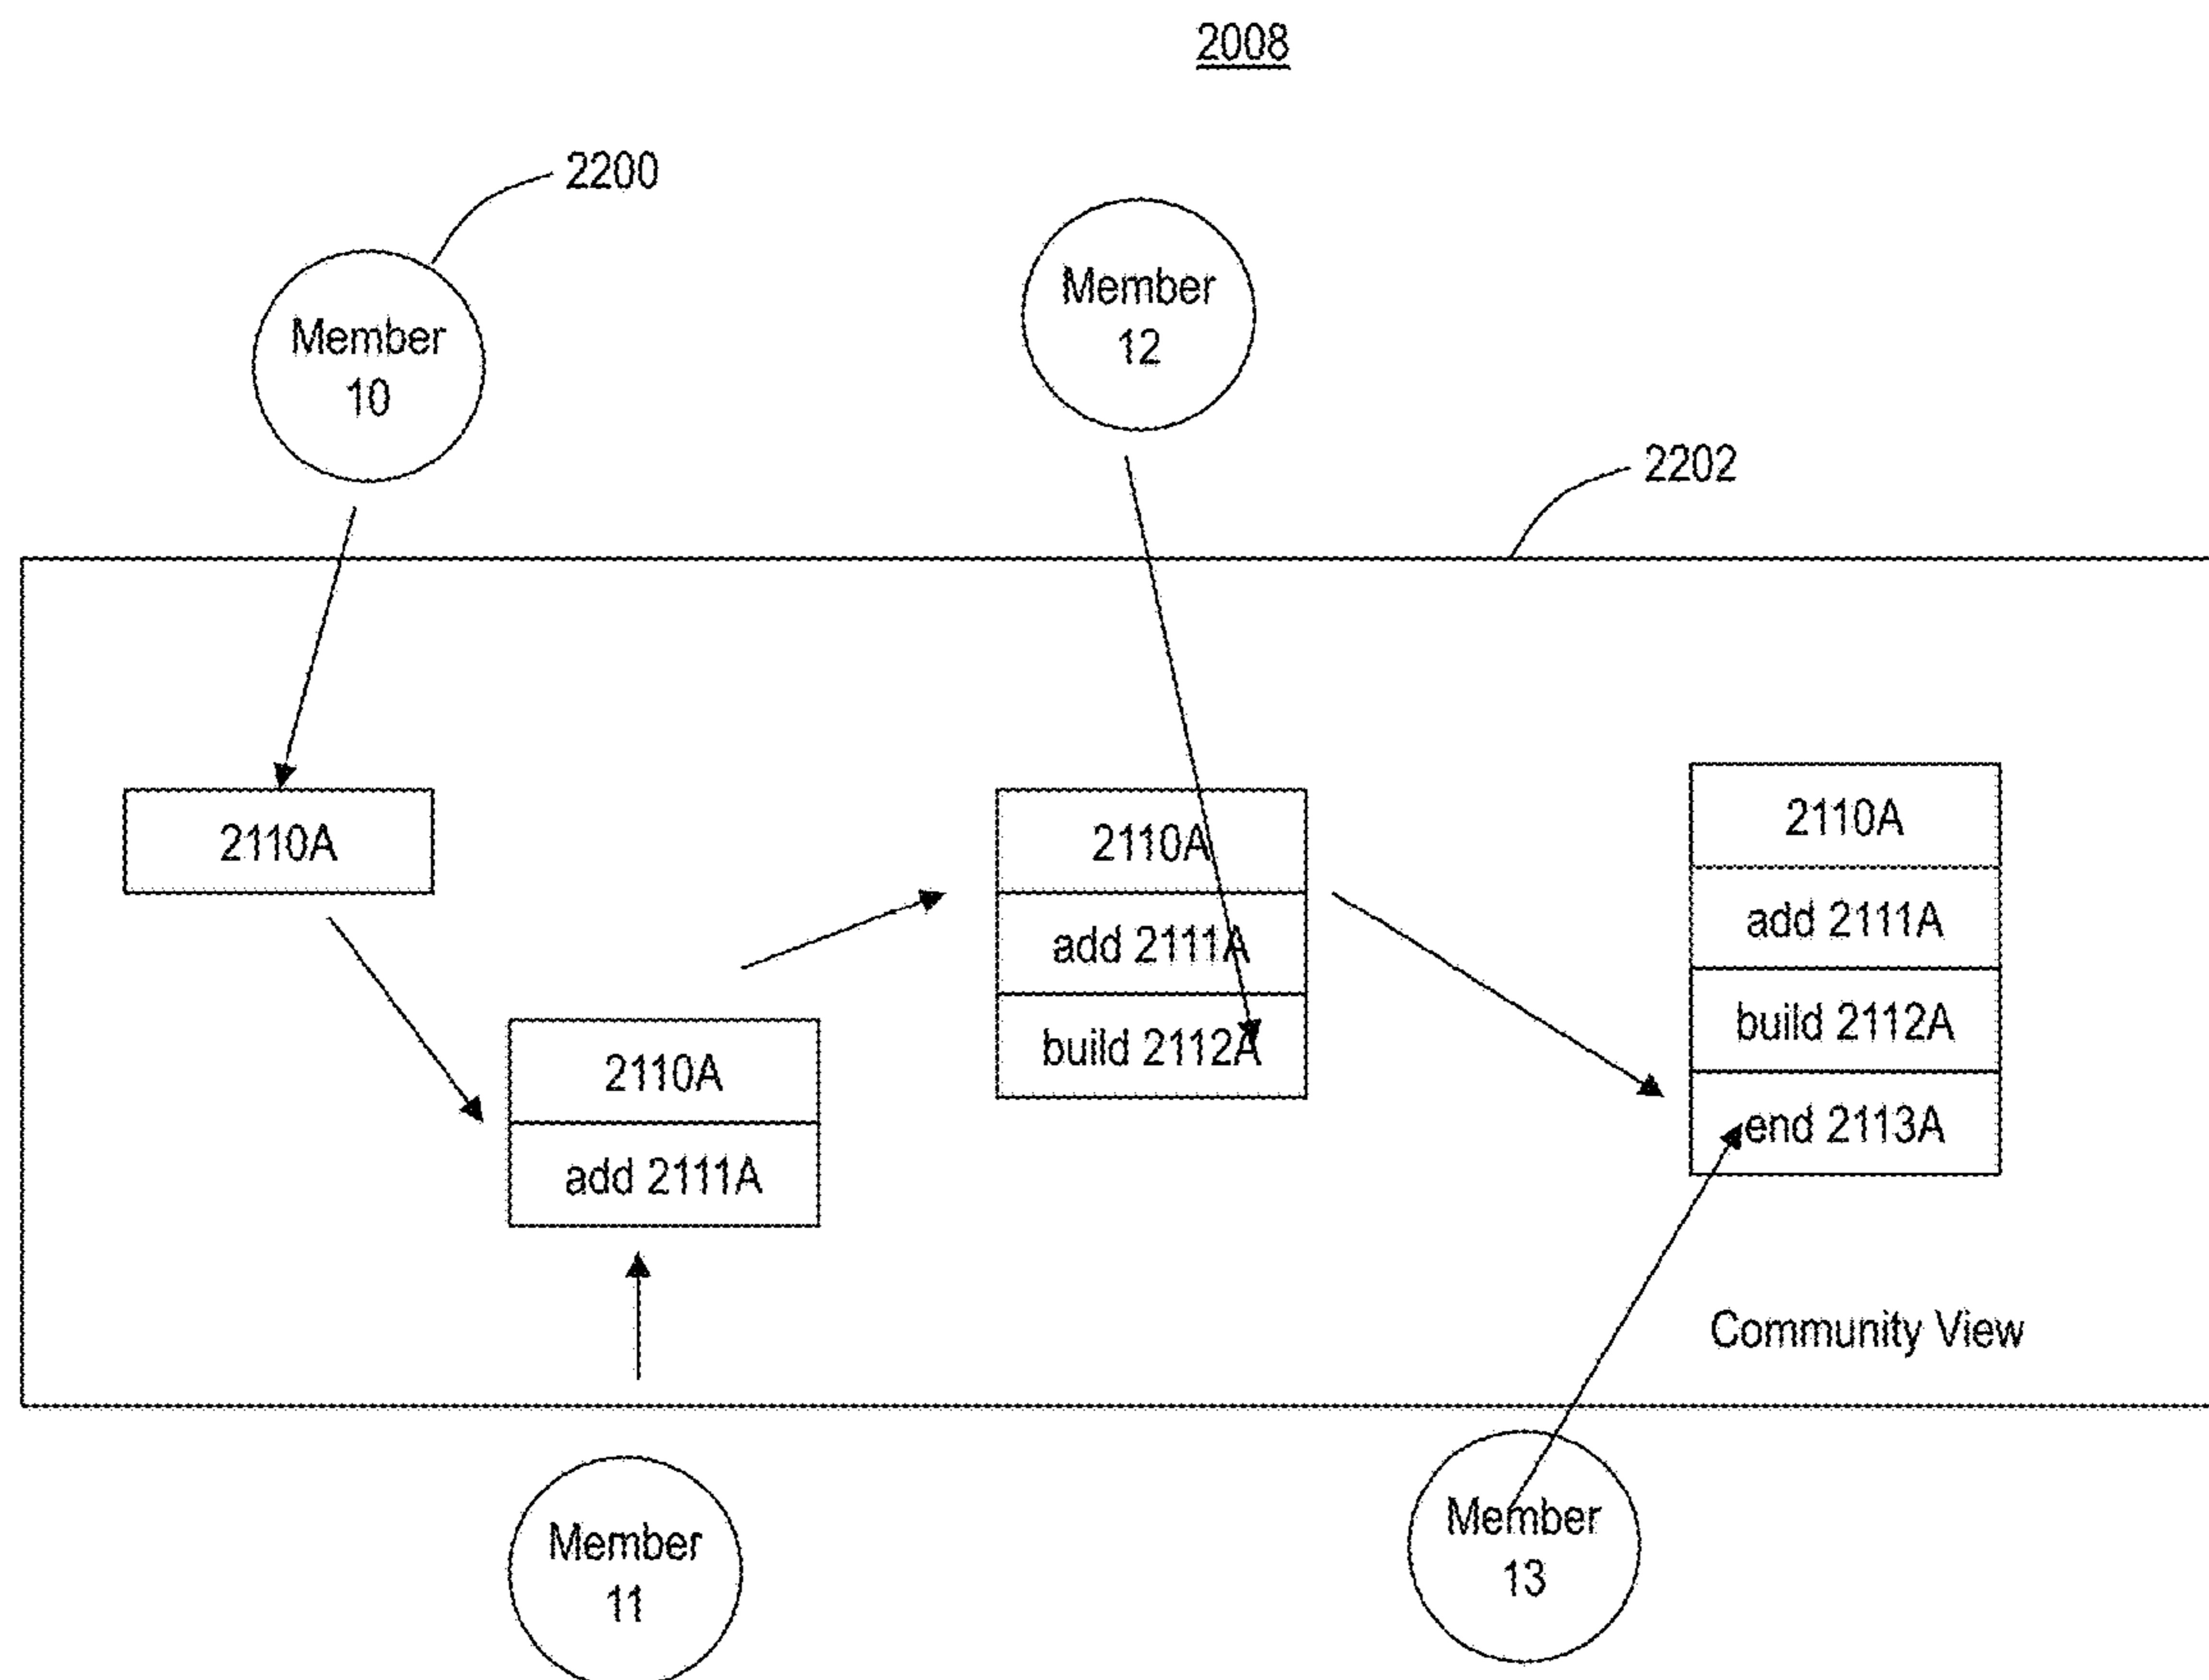 2008
2200
Member
10
Member
12
2202
2110A
2110A
add 2111A
2110A
add 2111A
build 2112A
2110A
add 2111A
build 2112A
end 2113A
Community View
Member
11
Member
13